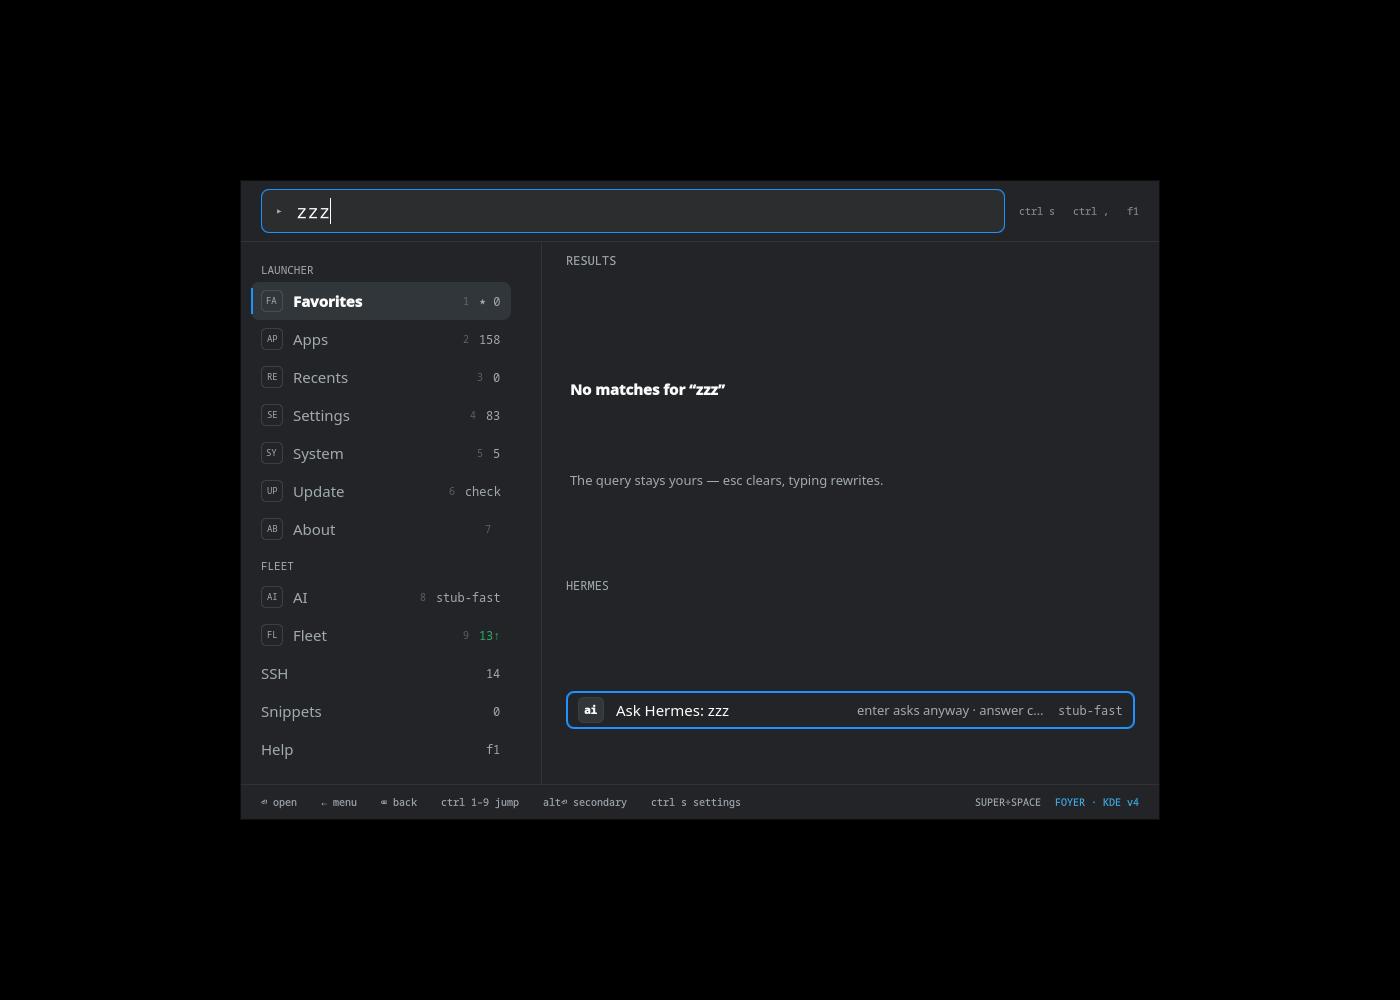 ▸ zzz
ctrl s ctrl , f1
LAUNCHER
FA Favorites 1 ★ 0
AP Apps 2 158
RE Recents 3 0
SE Settings 4 83
SY System 5 5
UP Update 6 check
AB About 7
FLEET
AI AI 8 stub-fast
FL Fleet 9 13↑
SSH 14
Snippets 0
Help f1
RESULTS
No matches for “zzz”
The query stays yours — esc clears, typing rewrites.
HERMES
ai Ask Hermes: zzz enter asks anyway · answer c… stub-fast
⏎ open ← menu ⌫ back ctrl 1–9 jump alt⏎ secondary ctrl s settings
SUPER+SPACE FOYER · KDE v4